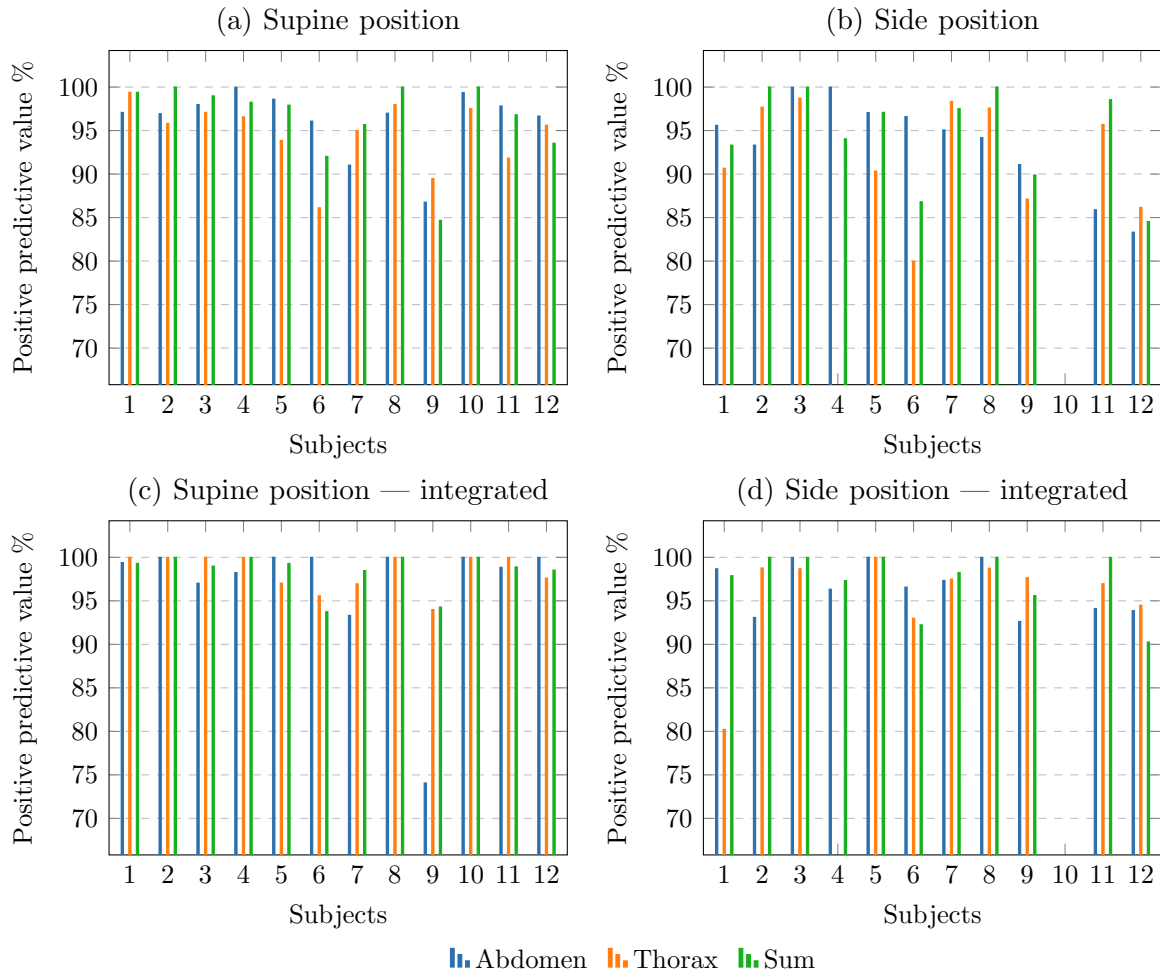 (a) Supine position
Positive predictive value %
100
95
90
85
80
75
70
1 2 3 4 5 6 7 8 9 10 11 12
Subjects
(b) Side position
Positive predictive value %
100
95
90
85
80
75
70
1 2 3 4 5 6 7 8 9 10 11 12
Subjects
(c) Supine position — integrated
Positive predictive value %
100
95
90
85
80
75
70
1 2 3 4 5 6 7 8 9 10 11 12
Subjects
(d) Side position — integrated
Positive predictive value %
100
95
90
85
80
75
70
1 2 3 4 5 6 7 8 9 10 11 12
Subjects
Abdomen Thorax Sum